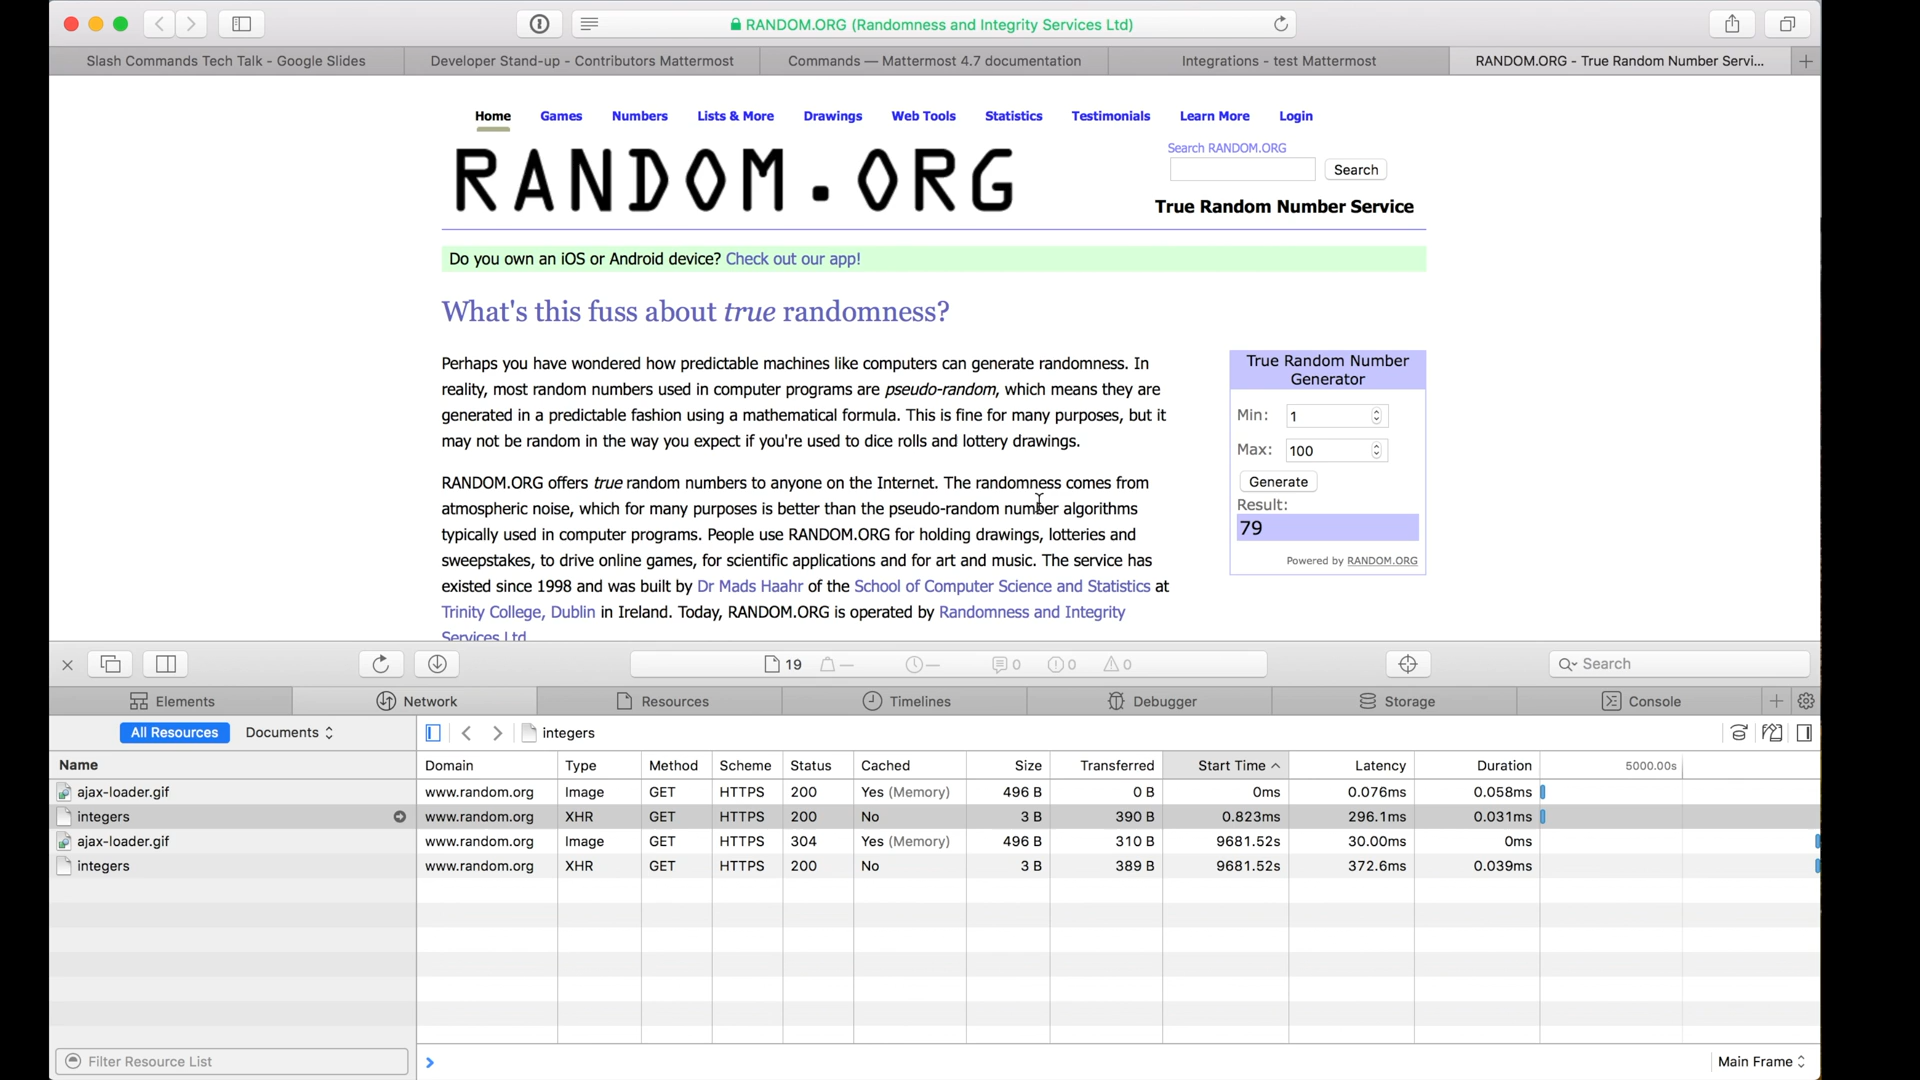 RANDOM.ORG (Randomness and Integrity Services Ltd)
Slash Commands Tech Talk - Google Slides
Developer Stand-up - Contributors Mattermost
Commands — Mattermost 4.7 documentation
Integrations - test Mattermost
RANDOM.ORG - True Random Number Servi...
Home Games Numbers Lists & More Drawings Web Tools Statistics Testimonials Learn More Login
RANDOM.ORG
Search RANDOM.ORG
Search
True Random Number Service
Do you own an iOS or Android device? Check out our app!
What's this fuss about true randomness?
Perhaps you have wondered how predictable machines like computers can generate randomness. In
reality, most random numbers used in computer programs are pseudo-random, which means they are
generated in a predictable fashion using a mathematical formula. This is fine for many purposes, but it
may not be random in the way you expect if you're used to dice rolls and lottery drawings.
RANDOM.ORG offers true random numbers to anyone on the Internet. The randomness comes from
atmospheric noise, which for many purposes is better than the pseudo-random number algorithms
typically used in computer programs. People use RANDOM.ORG for holding drawings, lotteries and
sweepstakes, to drive online games, for scientific applications and for art and music. The service has
existed since 1998 and was built by Dr Mads Haahr of the School of Computer Science and Statistics at
Trinity College, Dublin in Ireland. Today, RANDOM.ORG is operated by Randomness and Integrity
Services Ltd.
True Random Number
Generator
Min: 1
Max: 100
Generate
Result:
79
Powered by RANDOM.ORG
19 — — 0 0 0
Search
Elements Network Resources Timelines Debugger Storage Console
All Resources Documents
integers
Name Domain Type Method Scheme Status Cached Size Transferred Start Time Latency Duration 5000.00s
ajax-loader.gif www.random.org Image GET HTTPS 200 Yes (Memory) 496 B 0 B 0ms 0.076ms 0.058ms
integers www.random.org XHR GET HTTPS 200 No 3 B 390 B 0.823ms 296.1ms 0.031ms
ajax-loader.gif www.random.org Image GET HTTPS 304 Yes (Memory) 496 B 310 B 9681.52s 30.00ms 0ms
integers www.random.org XHR GET HTTPS 200 No 3 B 389 B 9681.52s 372.6ms 0.039ms
Filter Resource List
Main Frame